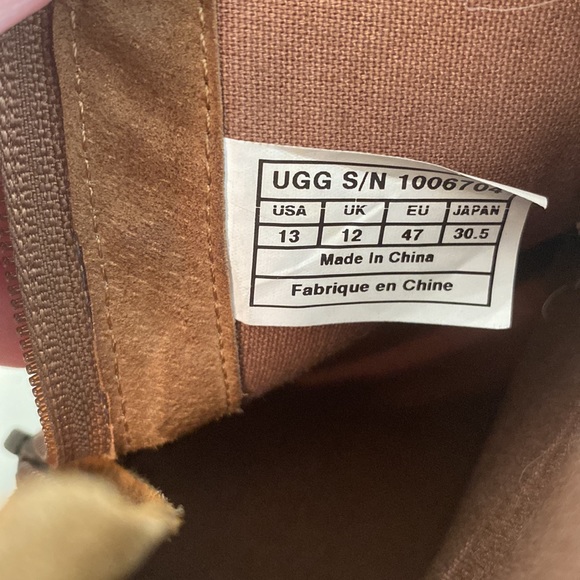 UGG S/N 1006704
USA UK EU JAPAN
13 12 47 30.5
Made In China
Fabrique en Chine